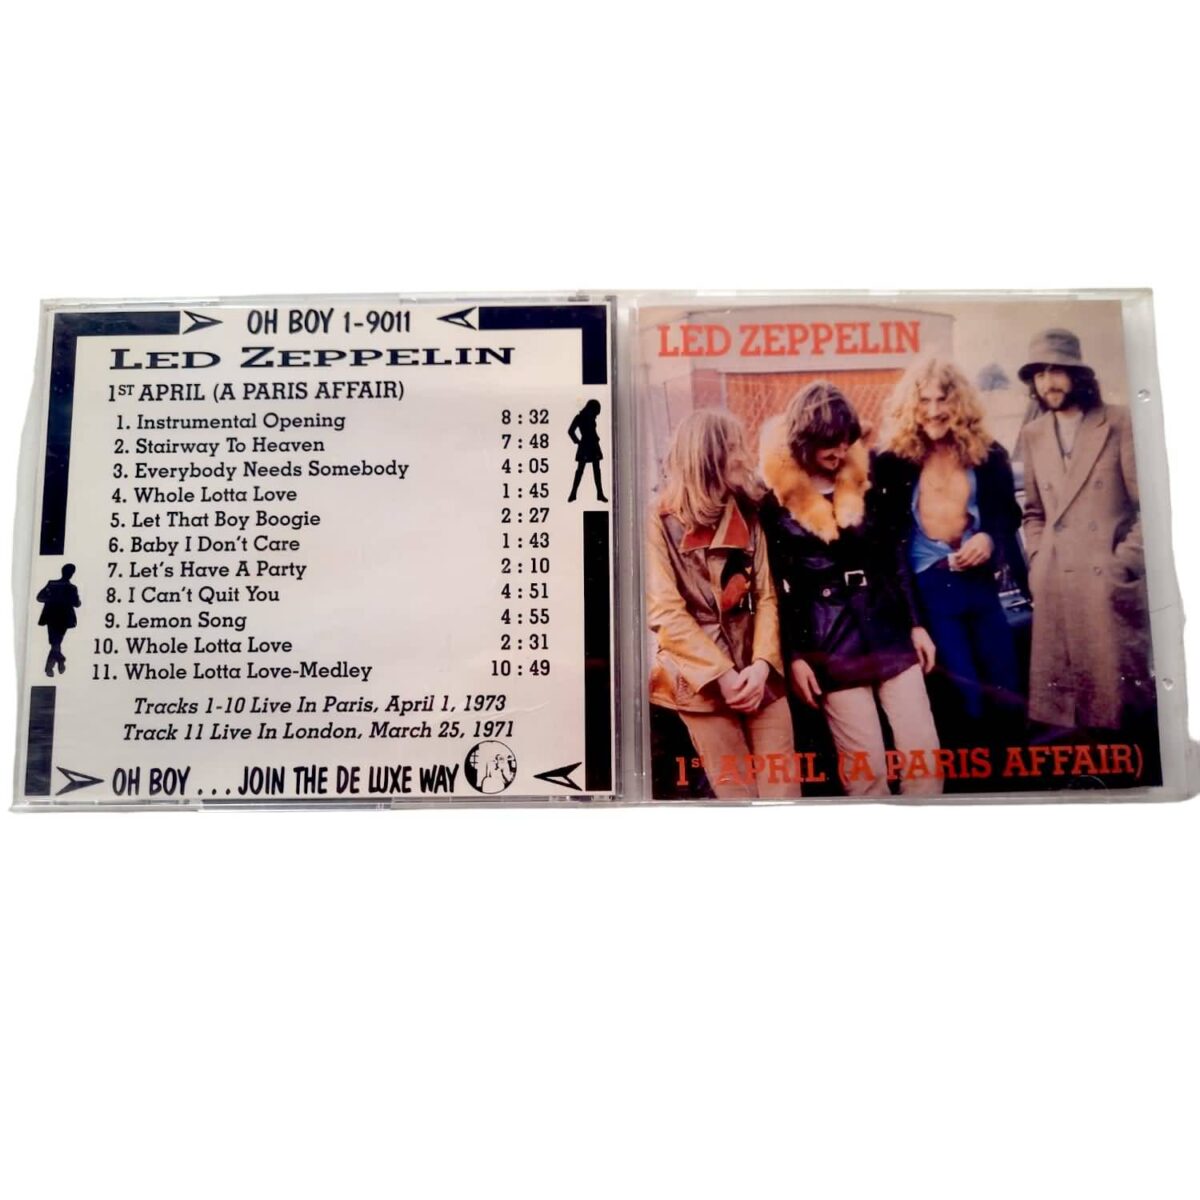 OH BOY 1-9011
LED ZEPPELIN
1ST APRIL (A PARIS AFFAIR)
1. Instrumental Opening 8 : 32
2. Stairway To Heaven 7 : 48
3. Everybody Needs Somebody 4 : 05
4. Whole Lotta Love 1 : 45
5. Let That Boy Boogie 2 : 27
6. Baby I Don't Care 1 : 43
7. Let's Have A Party 2 : 10
8. I Can't Quit You 4 : 51
9. Lemon Song 4 : 55
10. Whole Lotta Love 2 : 31
11. Whole Lotta Love-Medley 10 : 49
Tracks 1-10 Live In Paris, April 1, 1973
Track 11 Live In London, March 25, 1971
OH BOY ... JOIN THE DE LUXE WAY
LED ZEPPELIN
1st APRIL (A PARIS AFFAIR)